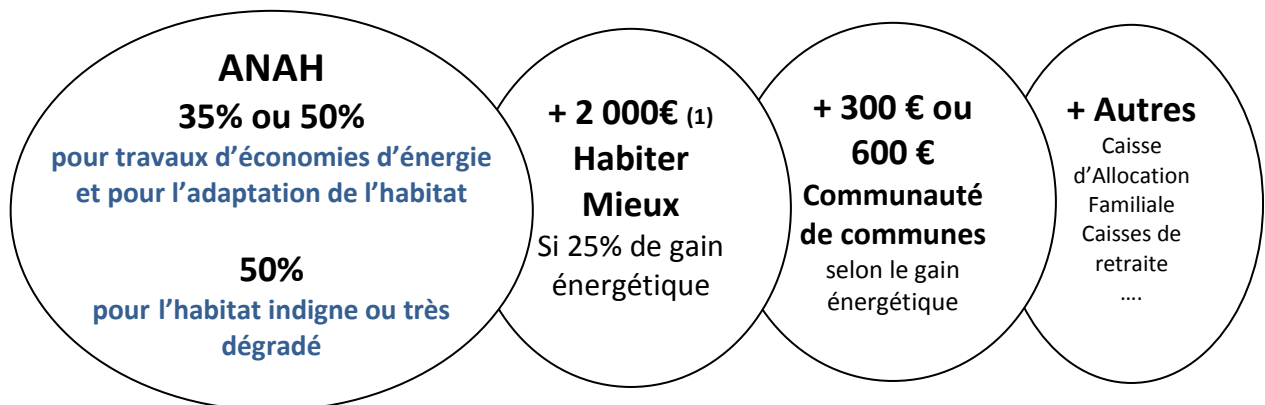 ANAH
35% ou 50%
pour travaux d’économies d’énergie
et pour l’adaptation de l’habitat
50%
pour l’habitat indigne ou très
dégradé
+ 2 000€ (1)
Habiter
Mieux
Si 25% de gain
énergétique
+ 300 € ou
600 €
Communauté
de communes
selon le gain
énergétique
+ Autres
Caisse
d’Allocation
Familiale
Caisses de
retraite
….